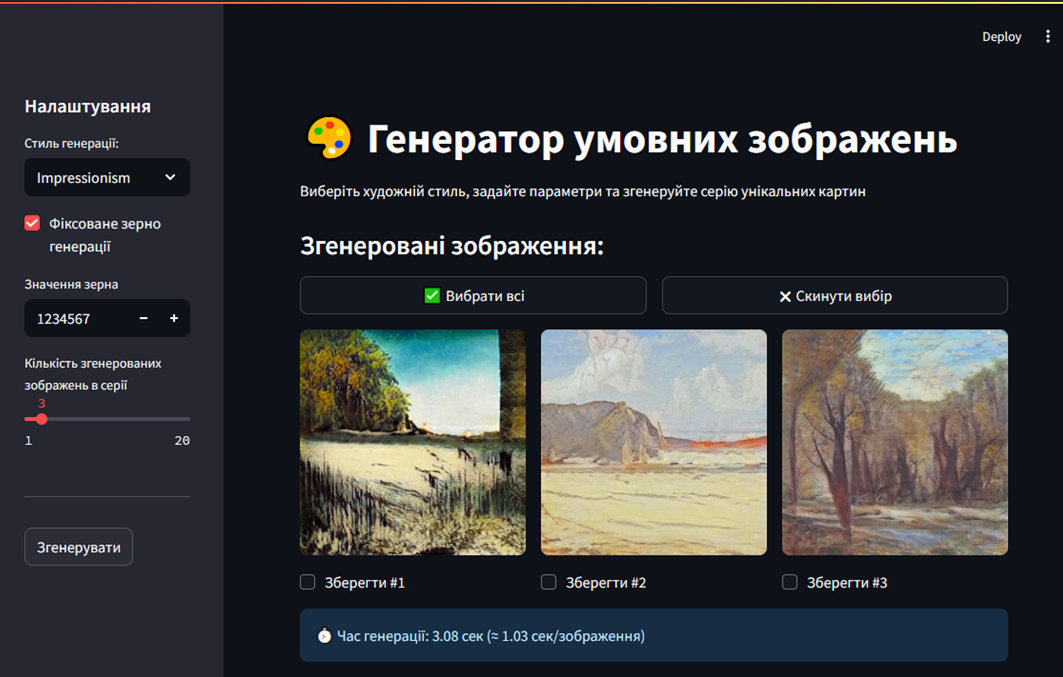 Deploy
Налаштування
Стиль генерації:
Impressionism
Фіксоване зерно
генерації
Значення зерна
1234567
Кількість згенерованих
зображень в серії
3
1 20
Згенерувати
Генератор умовних зображень
Виберіть художній стиль, задайте параметри та згенеруйте серію унікальних картин
Згенеровані зображення:
Вибрати всі
Скинути вибір
Зберегти #1
Зберегти #2
Зберегти #3
Час генерації: 3.08 сек (≈ 1.03 сек/зображення)